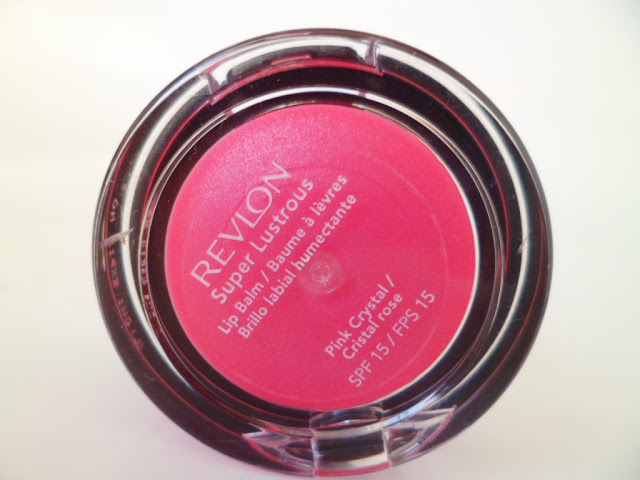 REVLON
Super Lustrous
Lip Balm / Baume à lèvres
Brillo labial humectante
Pink Crystal /
Cristal rose
SPF 15 / FPS 15